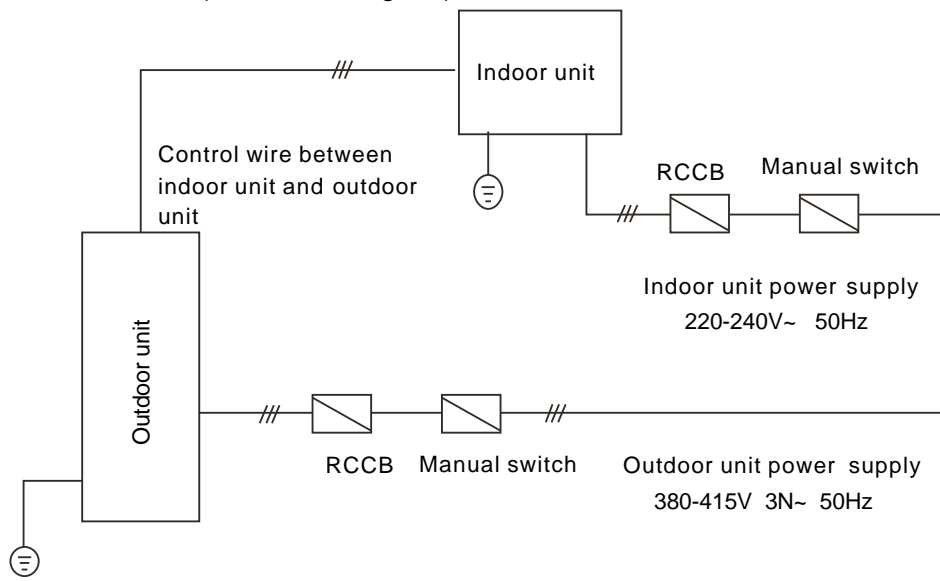 Indoor unit
Control wire between
indoor unit and outdoor
unit
RCCB
Manual switch
Indoor unit power supply
220-240V~ 50Hz
Outdoor unit
RCCB
Manual switch
Outdoor unit power supply
380-415V 3N~ 50Hz